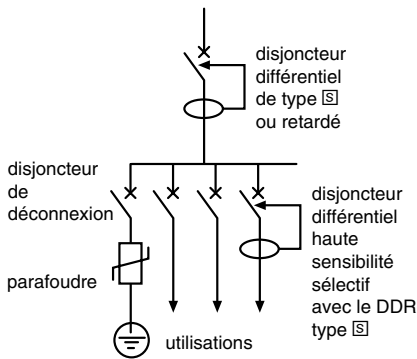 disjoncteur
différentiel
de type S
ou retardé
disjoncteur
de
déconnexion
parafoudre
disjoncteur
différentiel
haute
sensibilité
sélectif
avec le DDR
type S
utilisations